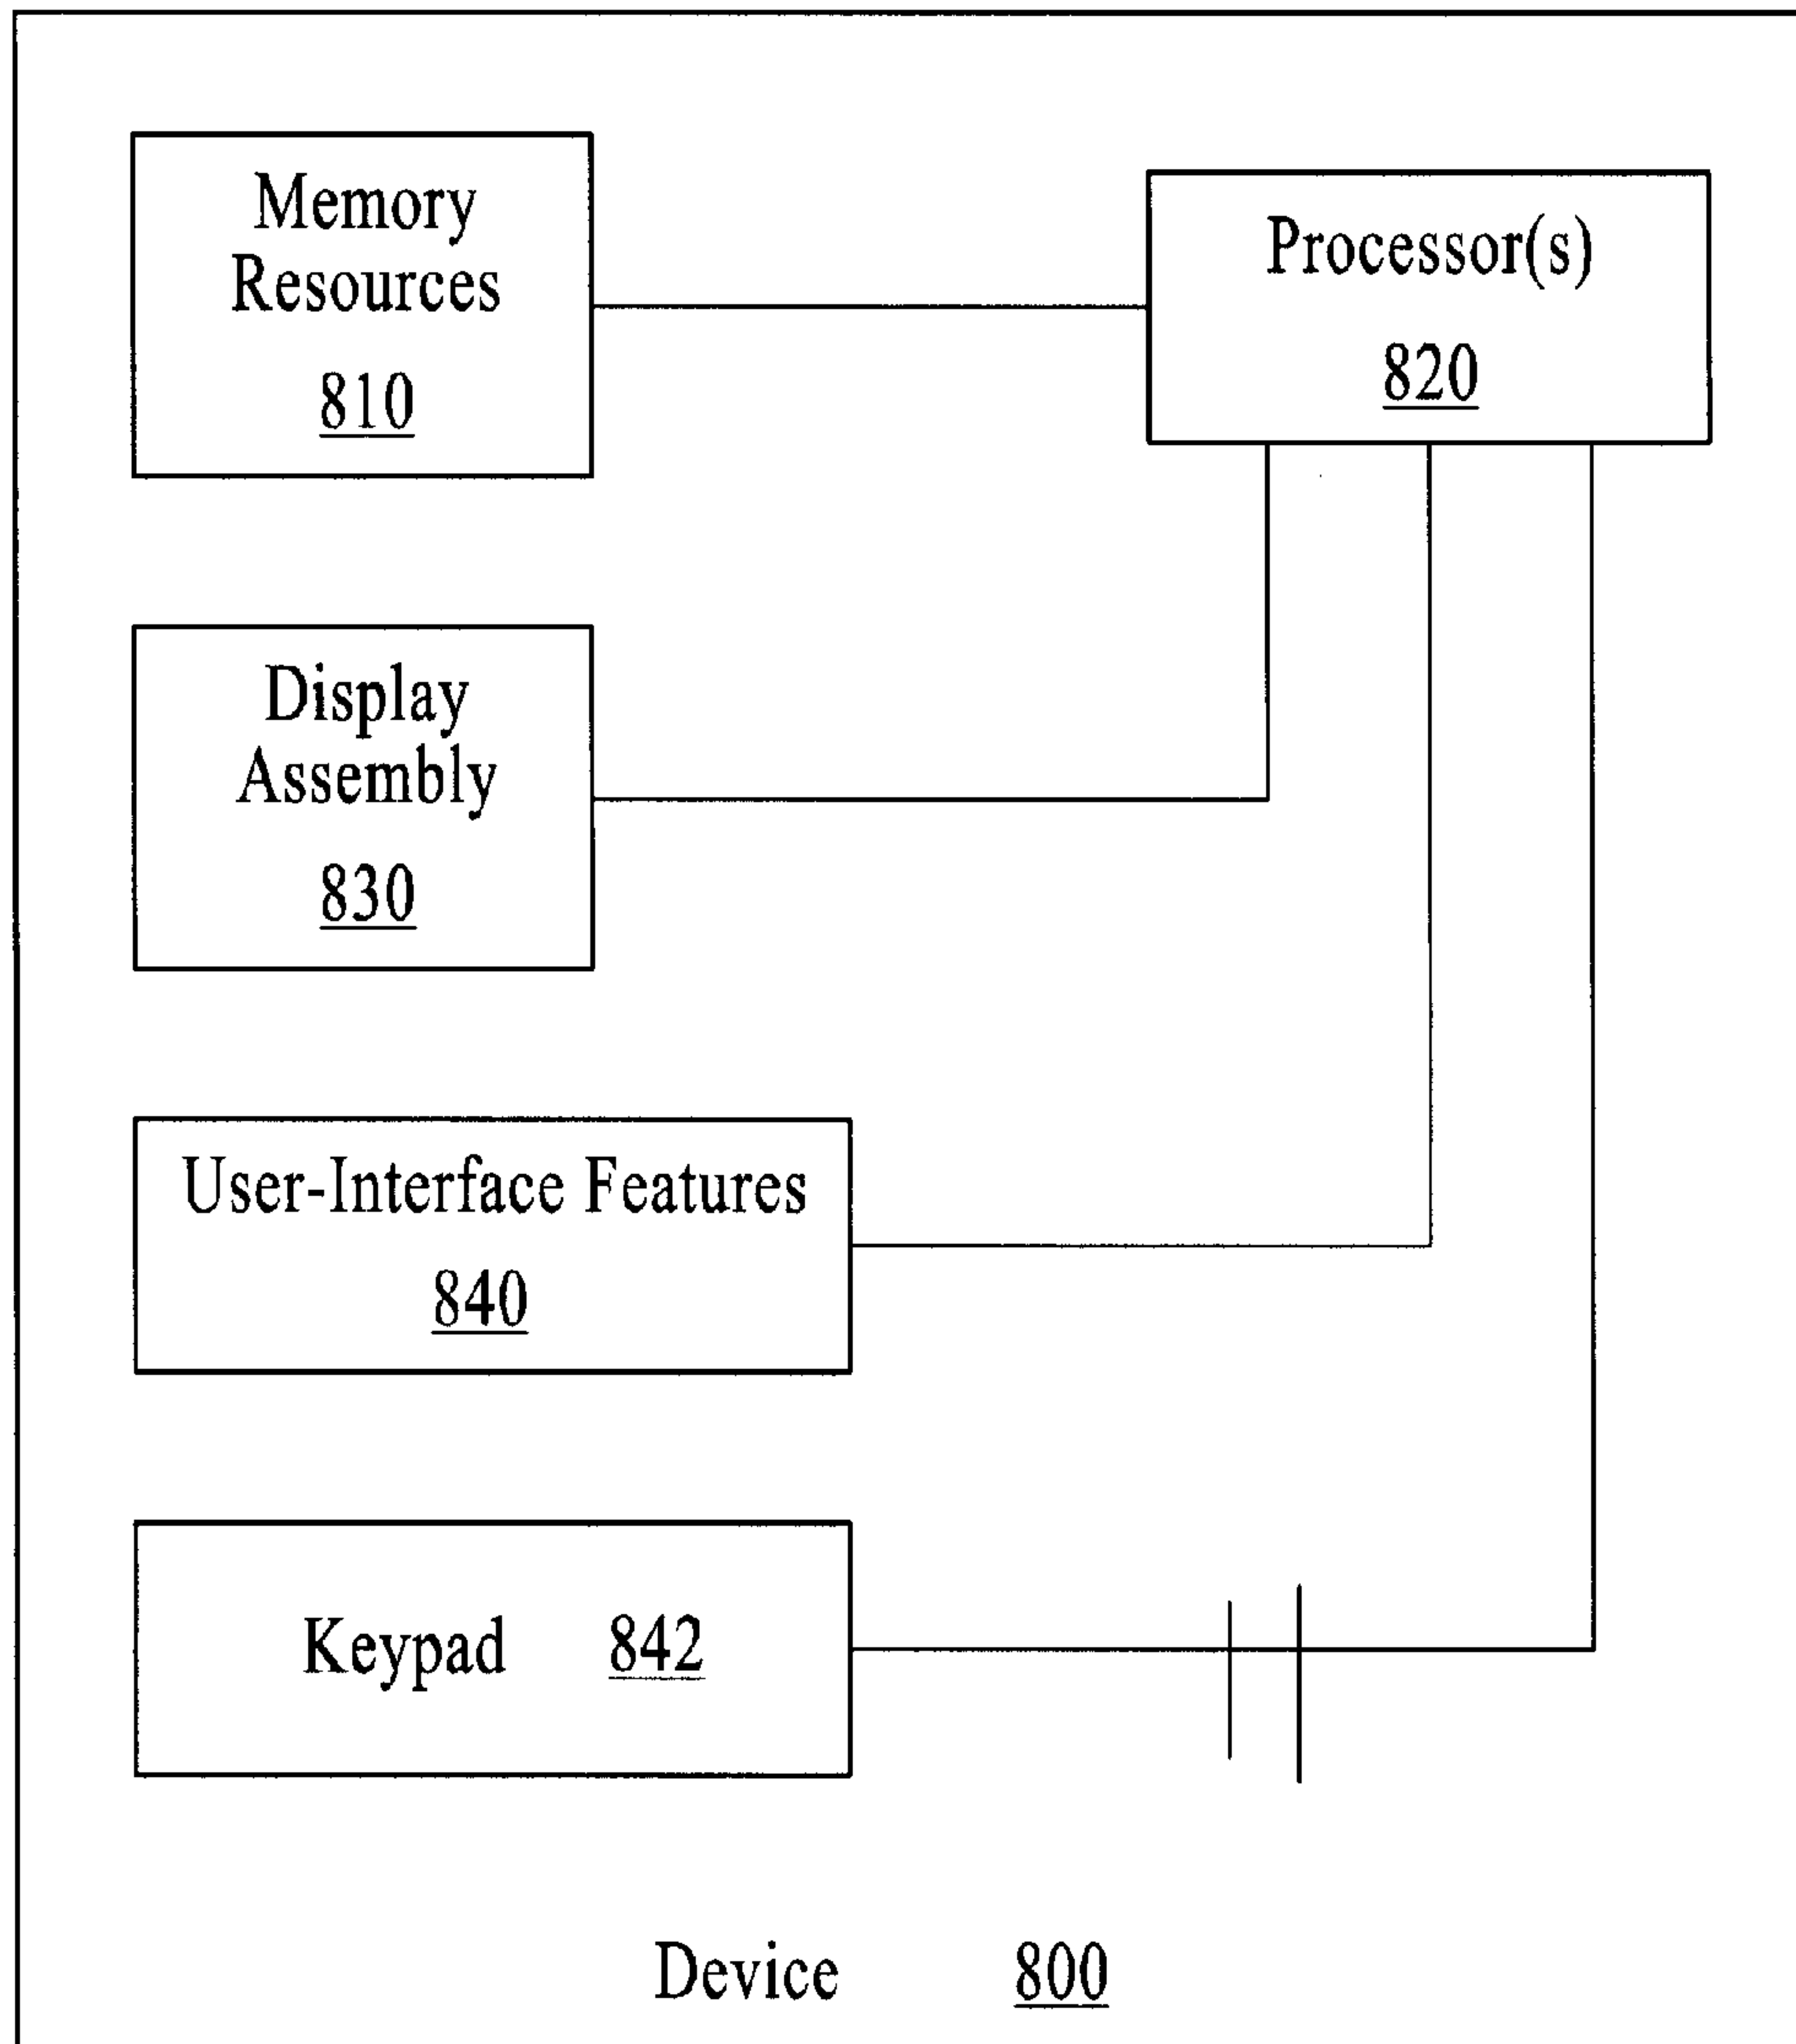 Memory
Resources
810
Processor(s)
820
Display
Assembly
830
User-Interface Features
840
Keypad 842
Device 800